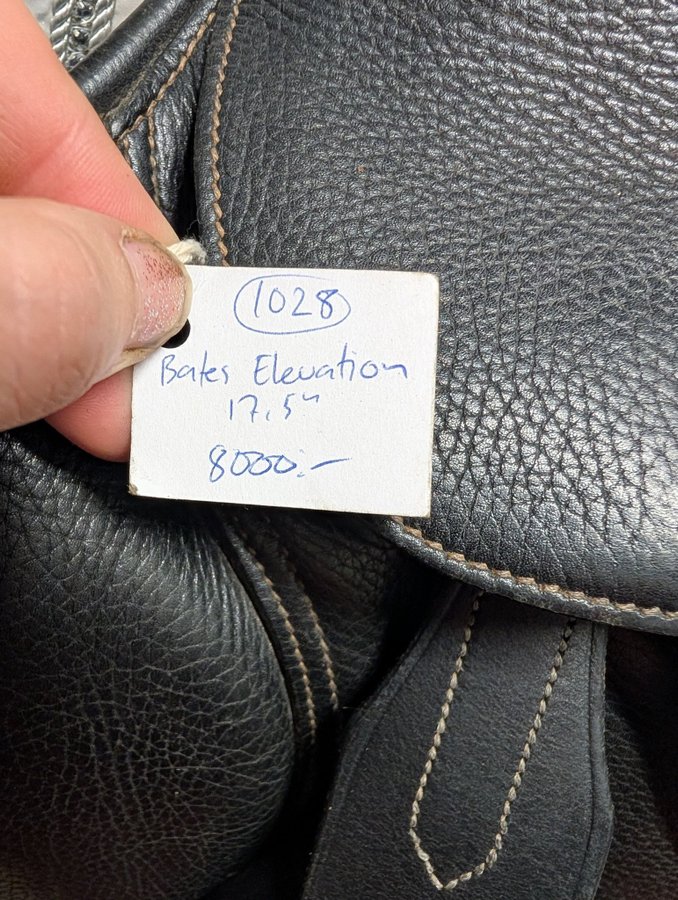 1028
Bates Elevation
17,5"
8000:-